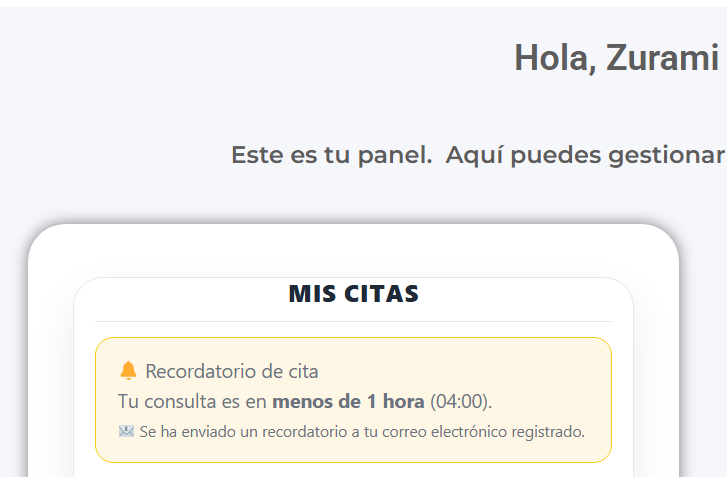 Hola, Zurami
Este es tu panel. Aquí puedes gestionar
MIS CITAS
🔔 Recordatorio de cita
Tu consulta es en menos de 1 hora (04:00).
📧 Se ha enviado un recordatorio a tu correo electrónico registrado.